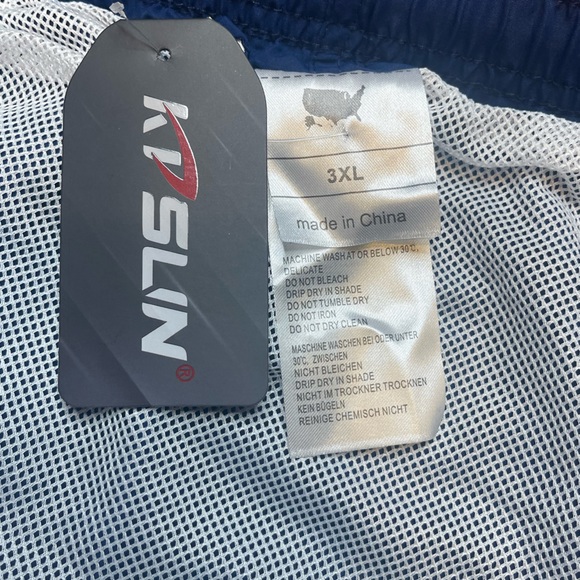 KDSUN®
3XL
made in China
MACHINE WASH AT OR BELOW 30℃,
DELICATE
DO NOT BLEACH
DRIP DRY IN SHADE
DO NOT TUMBLE DRY
DO NOT IRON
DO NOT DRY CLEAN
MASCHINE WASCHEN BEI ODER UNTER
30℃, ZWISCHEN
NICHT BLEICHEN
DRIP DRY IN SHADE
NICHT IM TROCKNER TROCKNEN
KEIN BÜGELN
REINIGE CHEMISCH NICHT